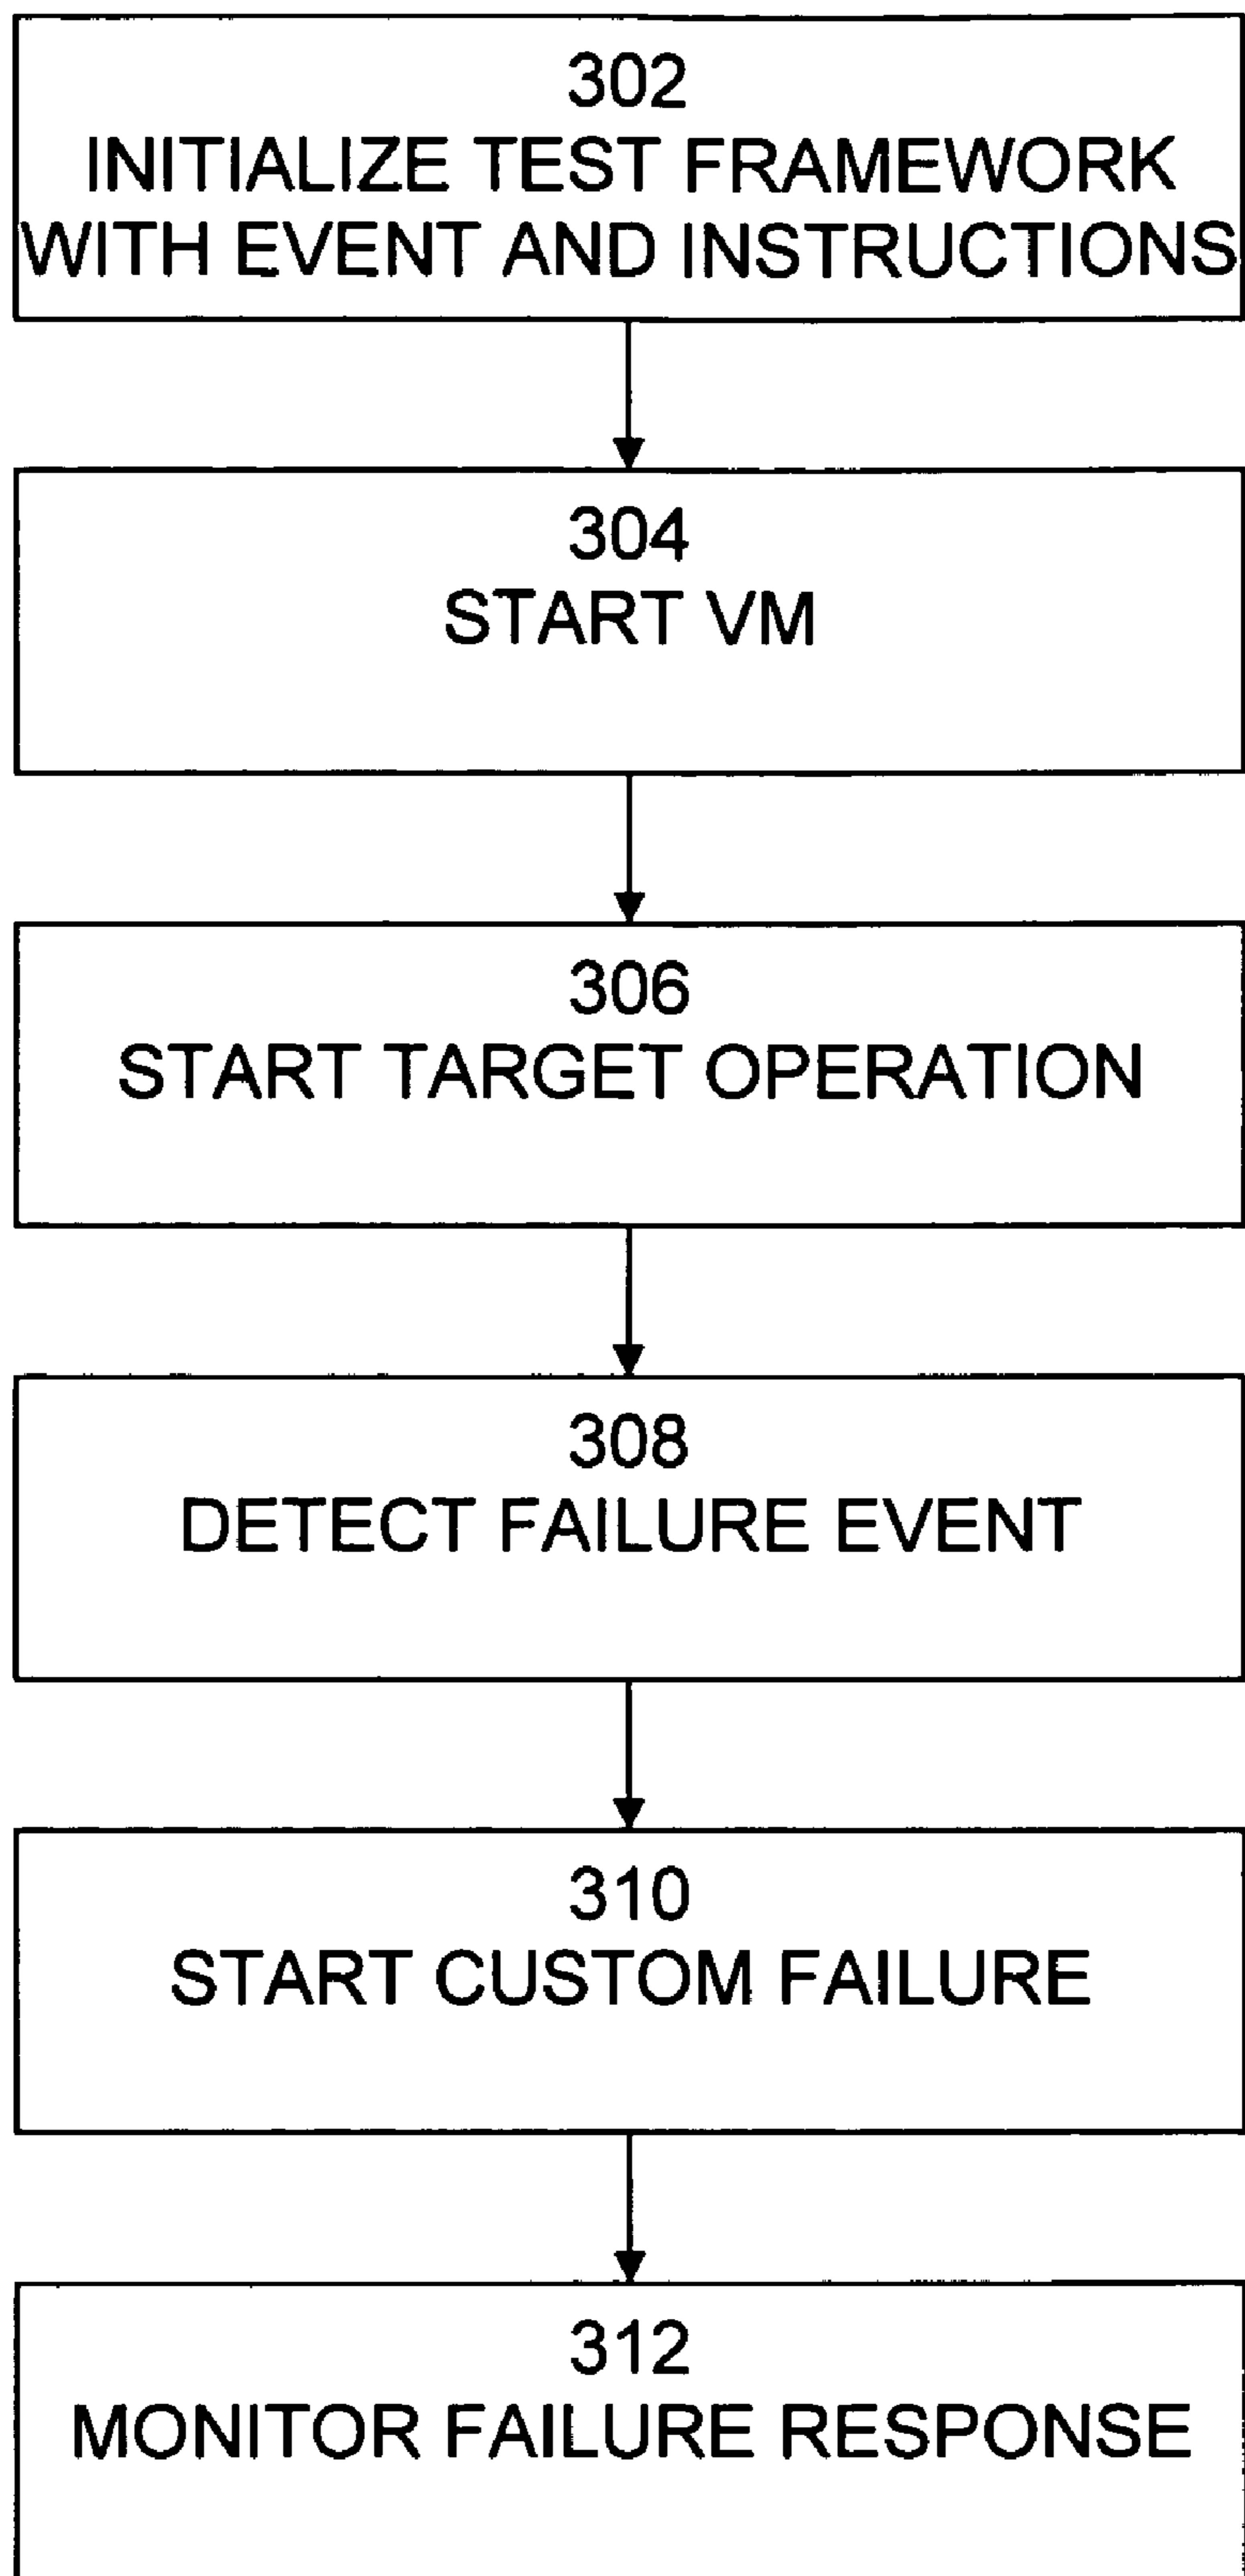 302
INITIALIZE TEST FRAMEWORK
WITH EVENT AND INSTRUCTIONS
304
START VM
306
START TARGET OPERATION
308
DETECT FAILURE EVENT
310
START CUSTOM FAILURE
312
MONITOR FAILURE RESPONSE